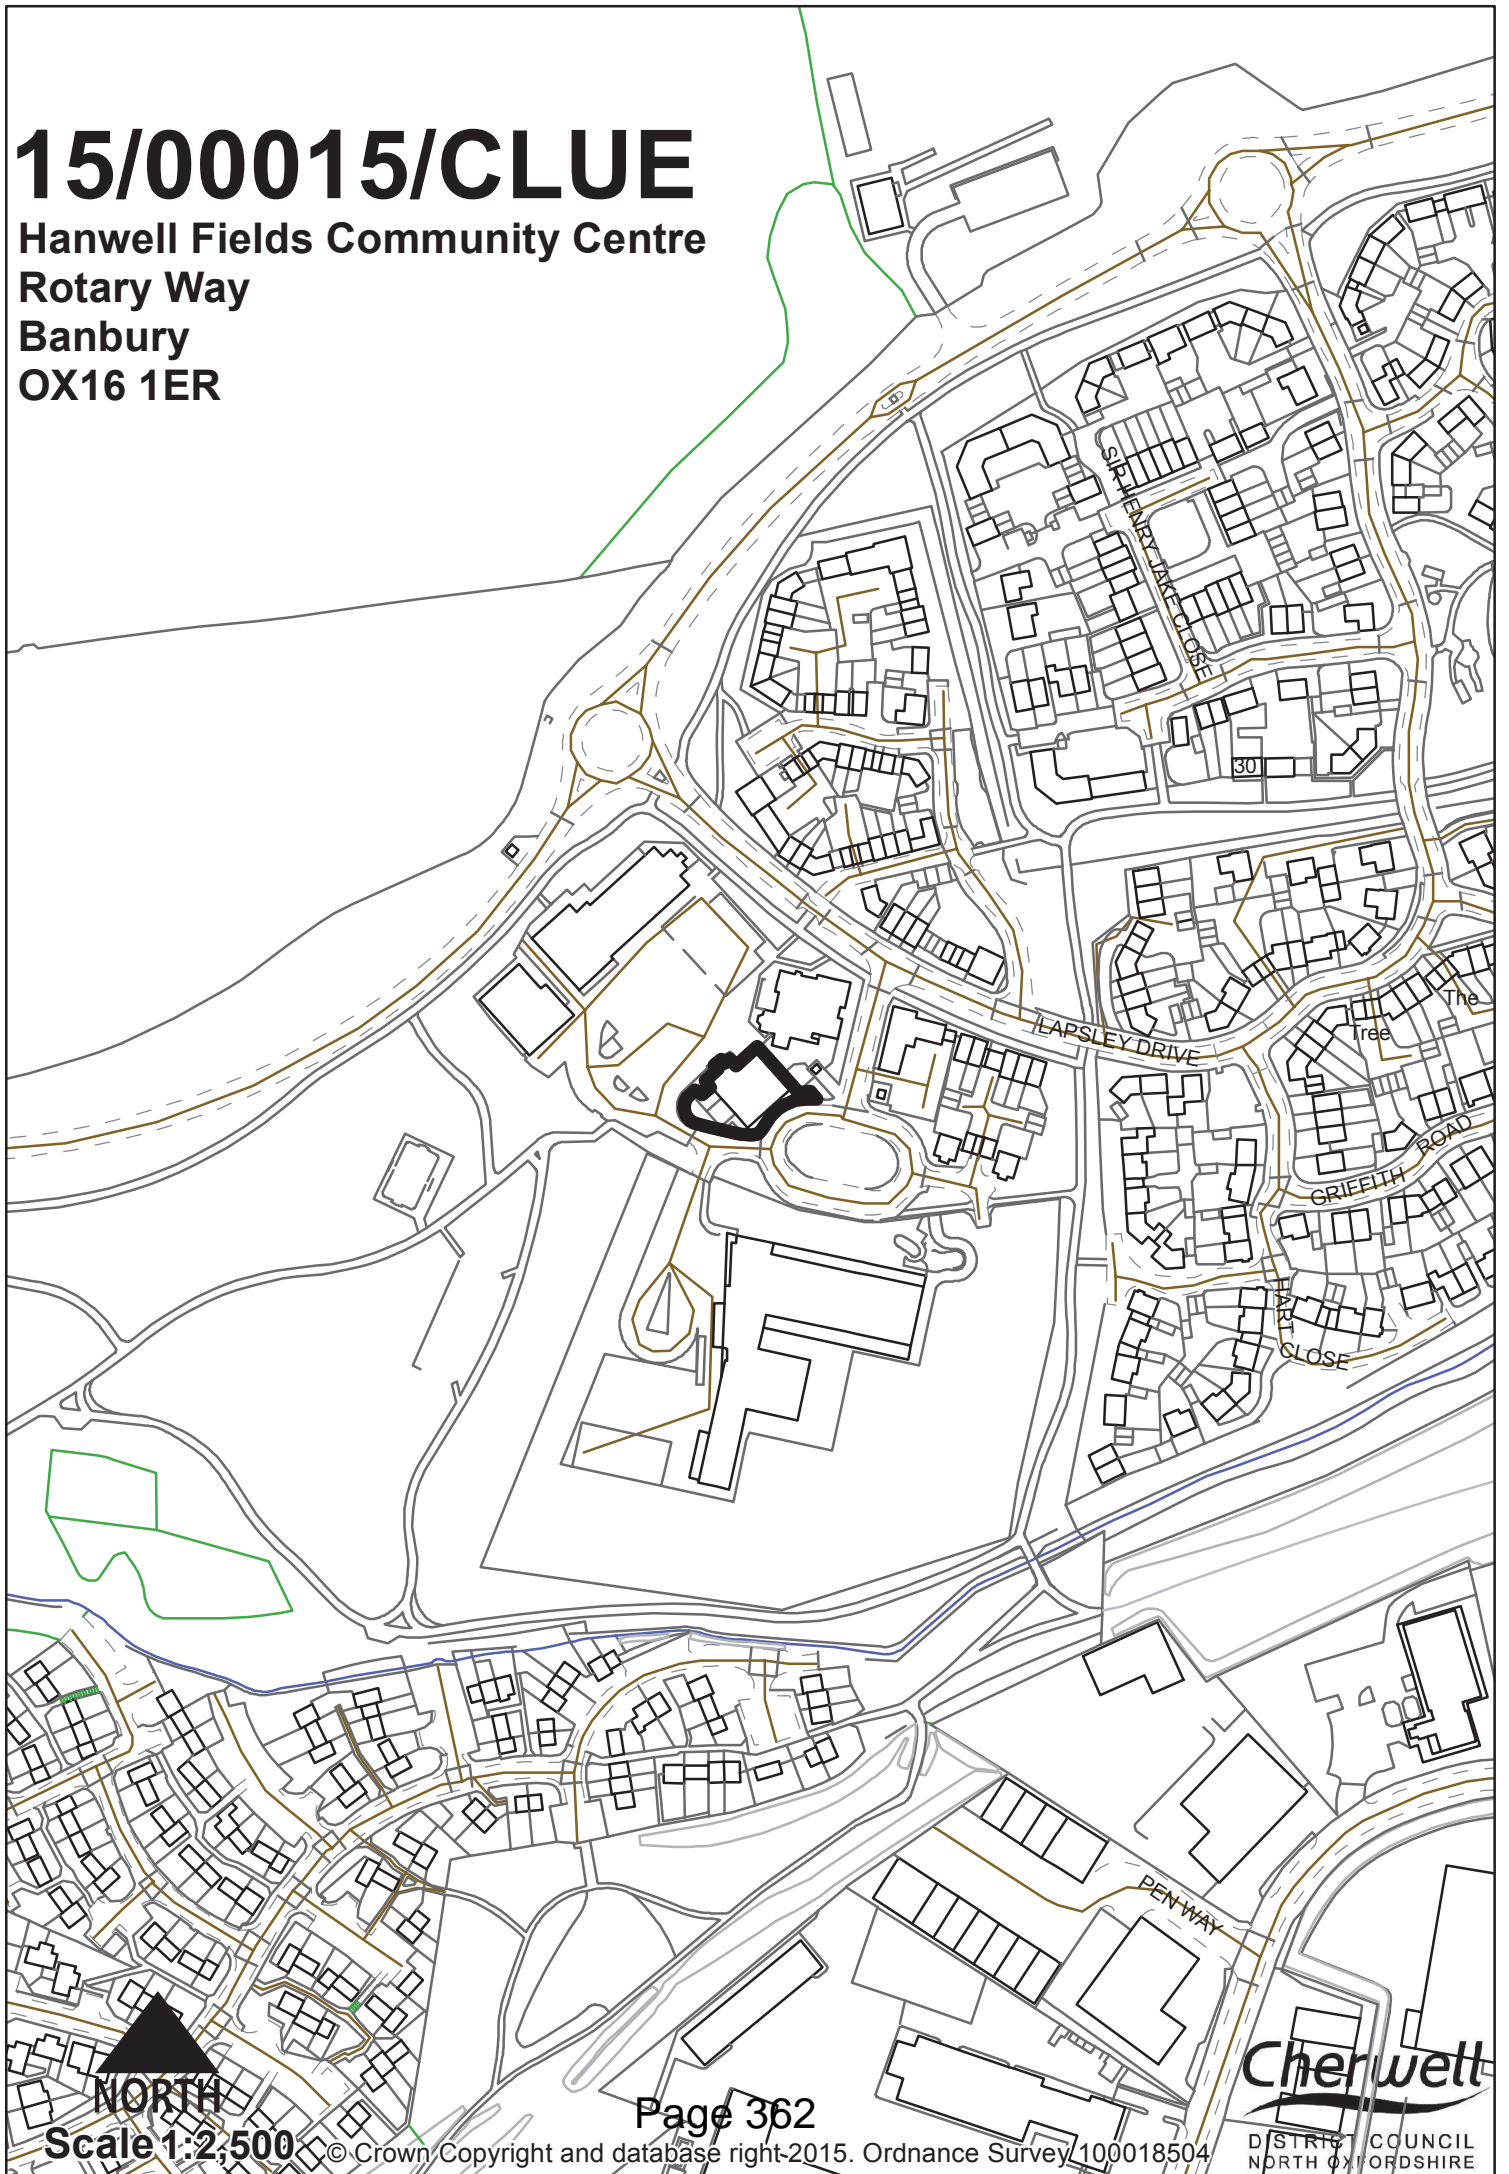 15/00015/CLUE
Hanwell Fields Community Centre
Rotary Way
Banbury
OX16 1ER
SIR HENRY JAKE CLOSE
30
The
Tree
LAPSLEY DRIVE
GRIFFITH ROAD
HART CLOSE
PEN WAY
NORTH
Scale 1:2,500
Page 362
© Crown Copyright and database right 2015. Ordnance Survey 100018504
Cherwell
DISTRICT COUNCIL
NORTH OXFORDSHIRE